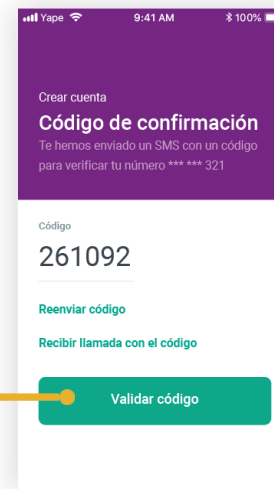 Yape 9:41 AM 100%
Crear cuenta
Código de confirmación
Te hemos enviado un SMS con un código
para verificar tu número *** *** 321
Código
261092
Reenviar código
Recibir llamada con el código
Validar código